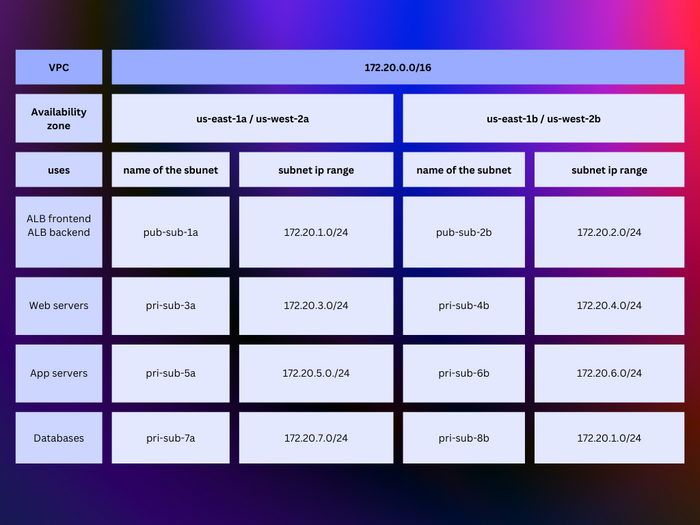 VPC
172.20.0.0/16
Availability
zone
us-east-1a / us-west-2a
us-east-1b / us-west-2b
uses
name of the sbunet
subnet ip range
name of the subnet
subnet ip range
ALB frontend
ALB backend
pub-sub-1a
172.20.1.0/24
pub-sub-2b
172.20.2.0/24
Web servers
pri-sub-3a
172.20.3.0/24
pri-sub-4b
172.20.4.0/24
App servers
pri-sub-5a
172.20.5.0./24
pri-sub-6b
172.20.6.0/24
Databases
pri-sub-7a
172.20.7.0/24
pri-sub-8b
172.20.1.0/24